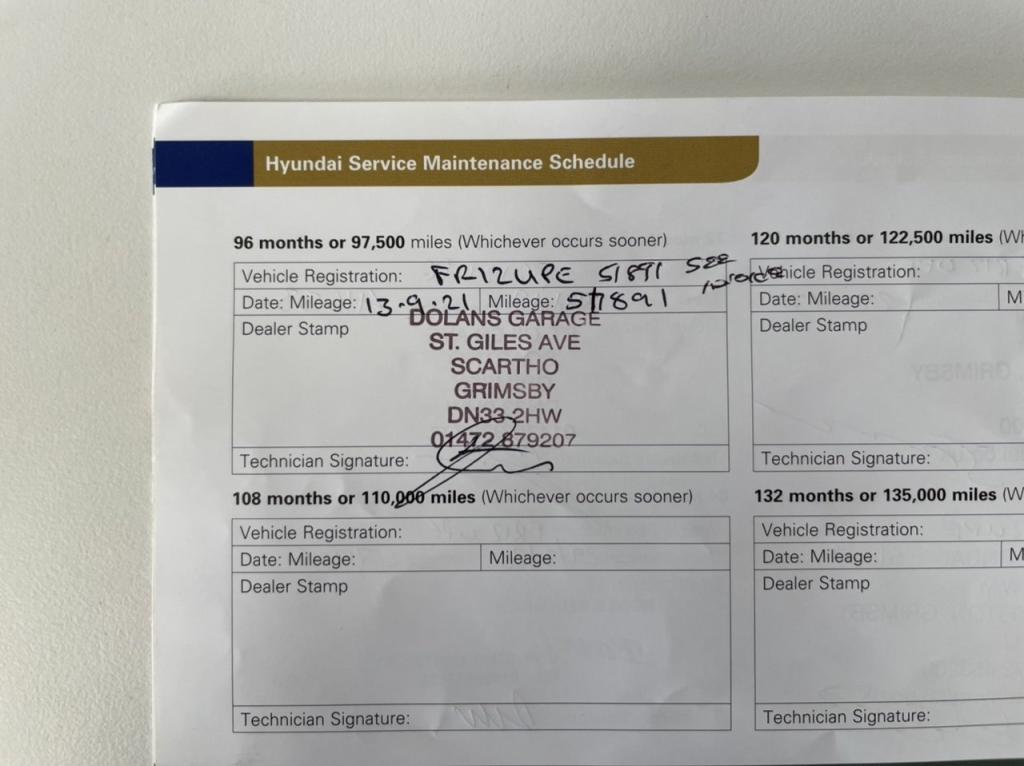 Hyundai Service Maintenance Schedule
96 months or 97,500 miles (Whichever occurs sooner)
Vehicle Registration: FR12UPE 51891 SEE
Date: Mileage: 13-9-21 Mileage: 51891
Dealer Stamp
DOLANS GARAGE
ST. GILES AVE
SCARTHO
GRIMSBY
DN33 2HW
01472 879207
Technician Signature:
108 months or 110,000 miles (Whichever occurs sooner)
Vehicle Registration:
Date: Mileage: Mileage:
Dealer Stamp
Technician Signature:
120 months or 122,500 miles (Wh
Vehicle Registration:
Date: Mileage: M
Dealer Stamp
Technician Signature:
132 months or 135,000 miles (W
Vehicle Registration:
Date: Mileage: M
Dealer Stamp
Technician Signature: